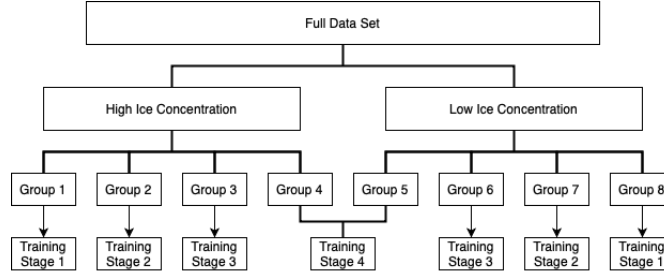 Full Data Set
High Ice Concentration
Low Ice Concentration
Group 1
Group 2
Group 3
Group 4
Group 5
Group 6
Group 7
Group 8
Training
Stage 1
Training
Stage 2
Training
Stage 3
Training
Stage 4
Training
Stage 3
Training
Stage 2
Training
Stage 1